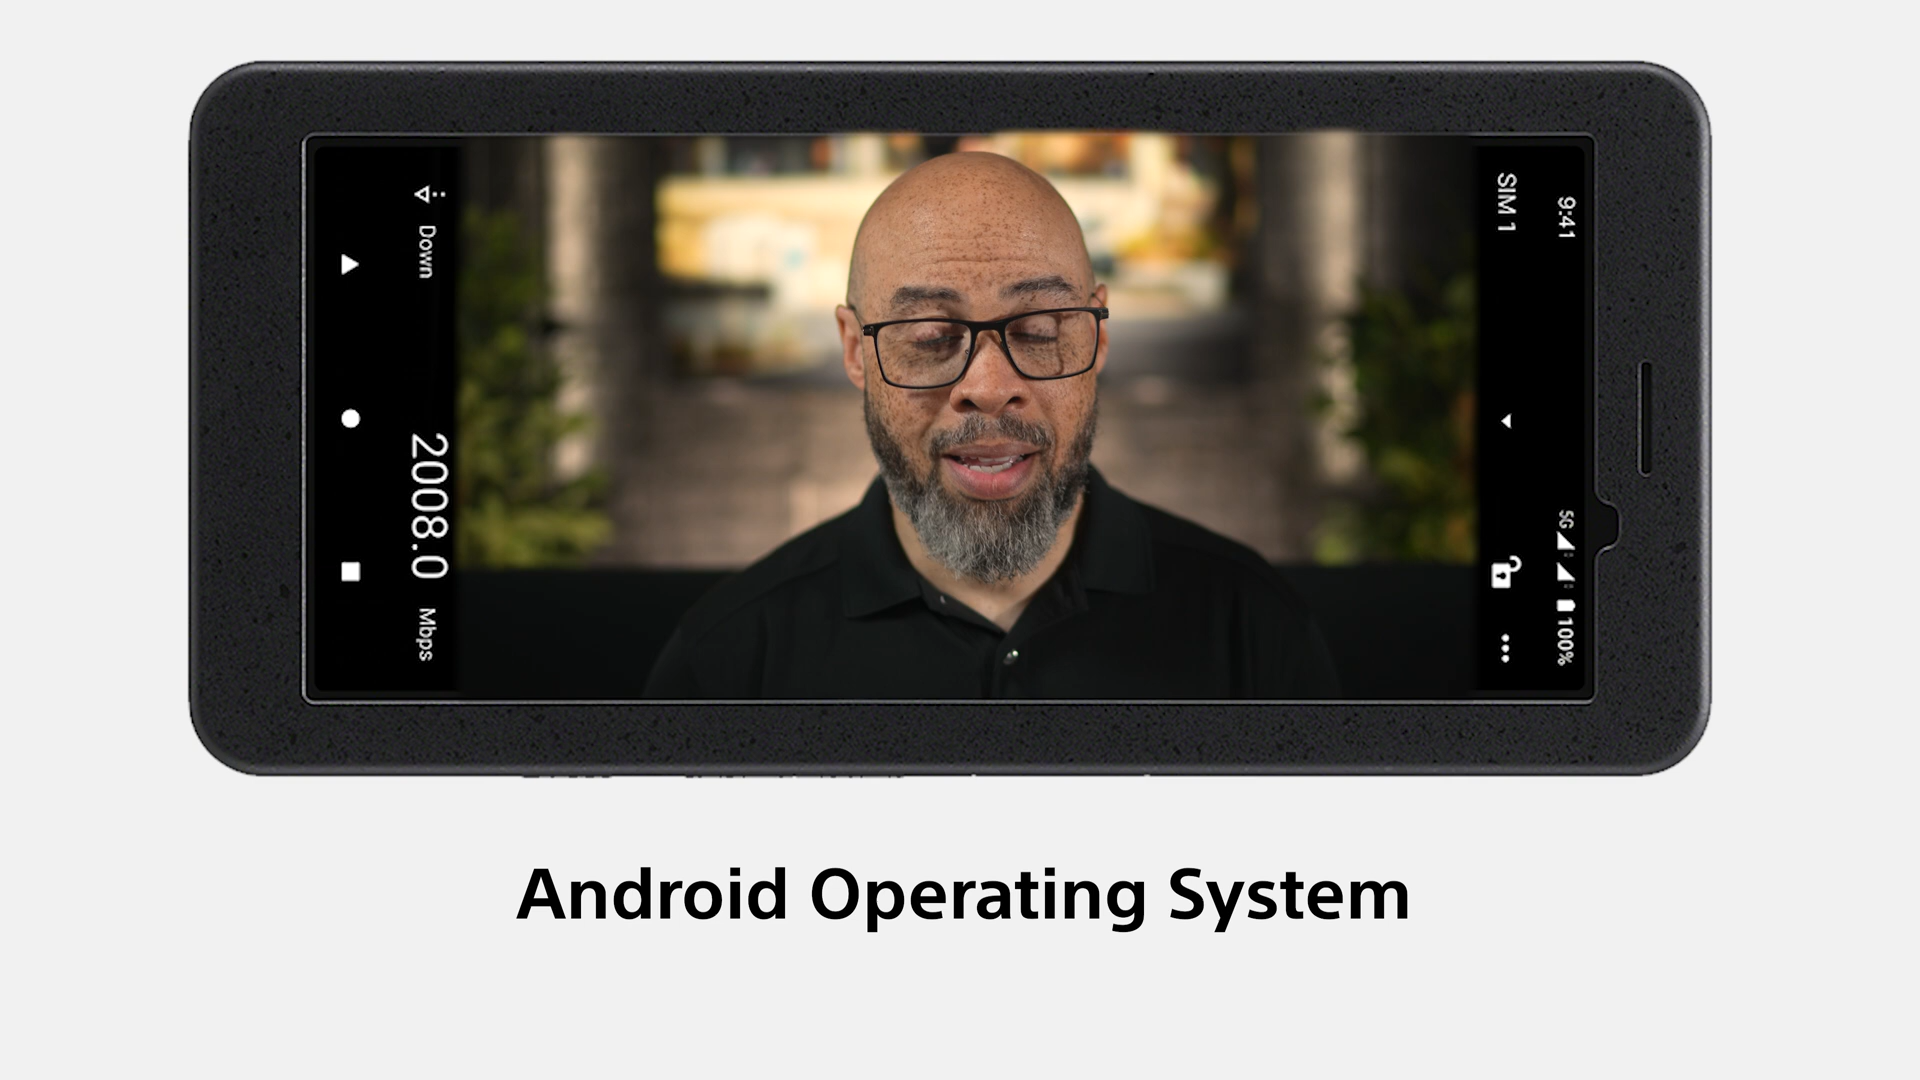 9:41
5G
100%
SIM 1
Down
2008.0
Mbps
Android Operating System